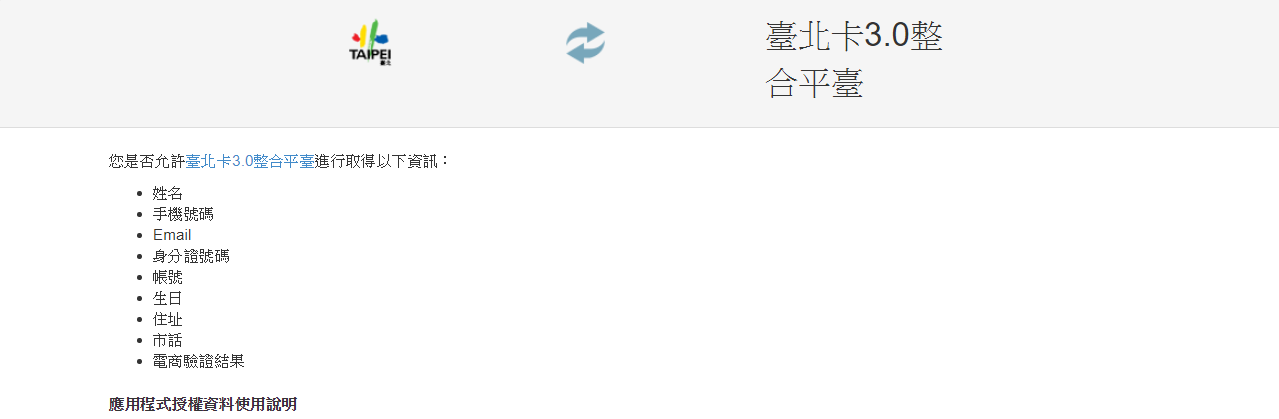 TAIPEI
臺北
臺北卡3.0整
合平臺
您是否允許臺北卡3.0整合平臺進行取得以下資訊：
姓名
手機號碼
Email
身分證號碼
帳號
生日
住址
市話
電商驗證結果
應用程式授權資料使用說明